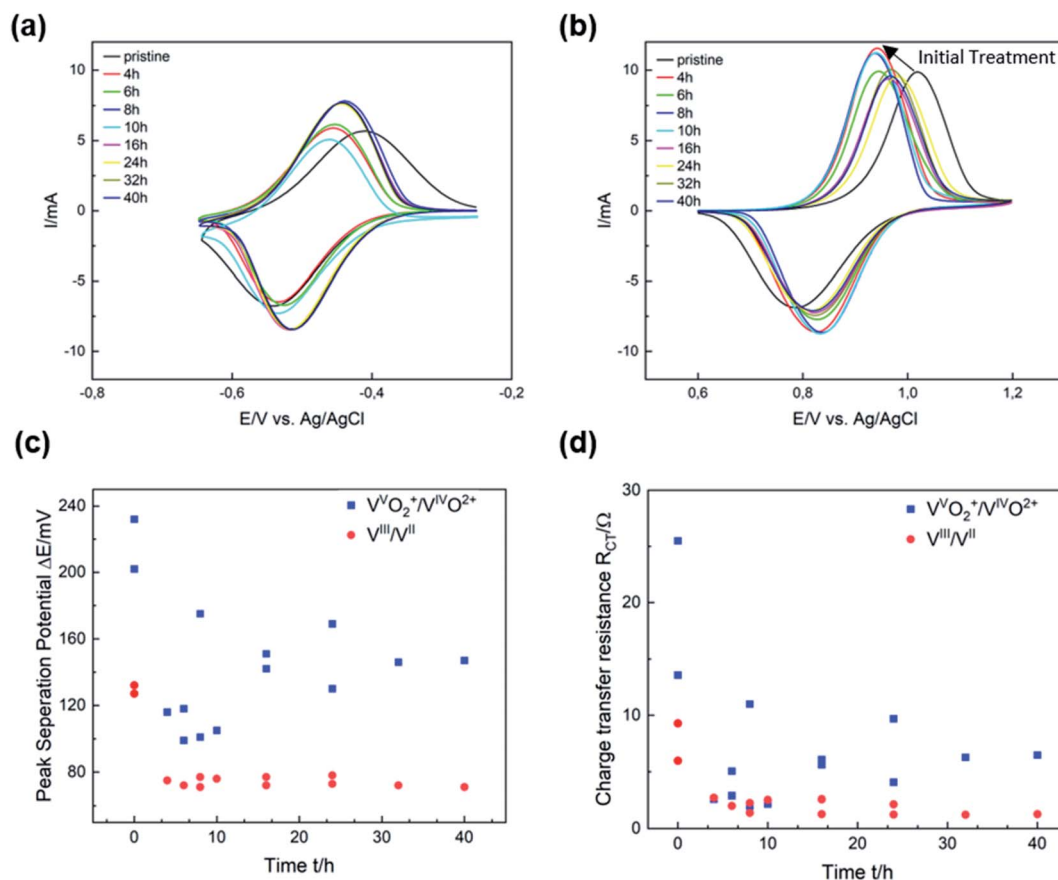 (a)
pristine
4h
6h
8h
10h
16h
24h
32h
40h
10
5
0
-5
-10
I/mA
-0,8
-0,6
-0,4
-0,2
E/V vs. Ag/AgCl
(b)
Initial Treatment
pristine
4h
6h
8h
10h
16h
24h
32h
40h
10
5
0
-5
-10
I/mA
0,6
0,8
1,0
1,2
E/V vs. Ag/AgCl
(c)
VⱽO₂⁺/VᴵⱽO²⁺
Vᴵᴵᴵ/Vᴵᴵ
240
200
160
120
80
Peak Seperation Potential ΔE/mV
0
10
20
30
40
Time t/h
(d)
VⱽO₂⁺/VᴵⱽO²⁺
Vᴵᴵᴵ/Vᴵᴵ
30
20
10
0
Charge transfer resistance R_CT/Ω
0
10
20
30
40
Time t/h